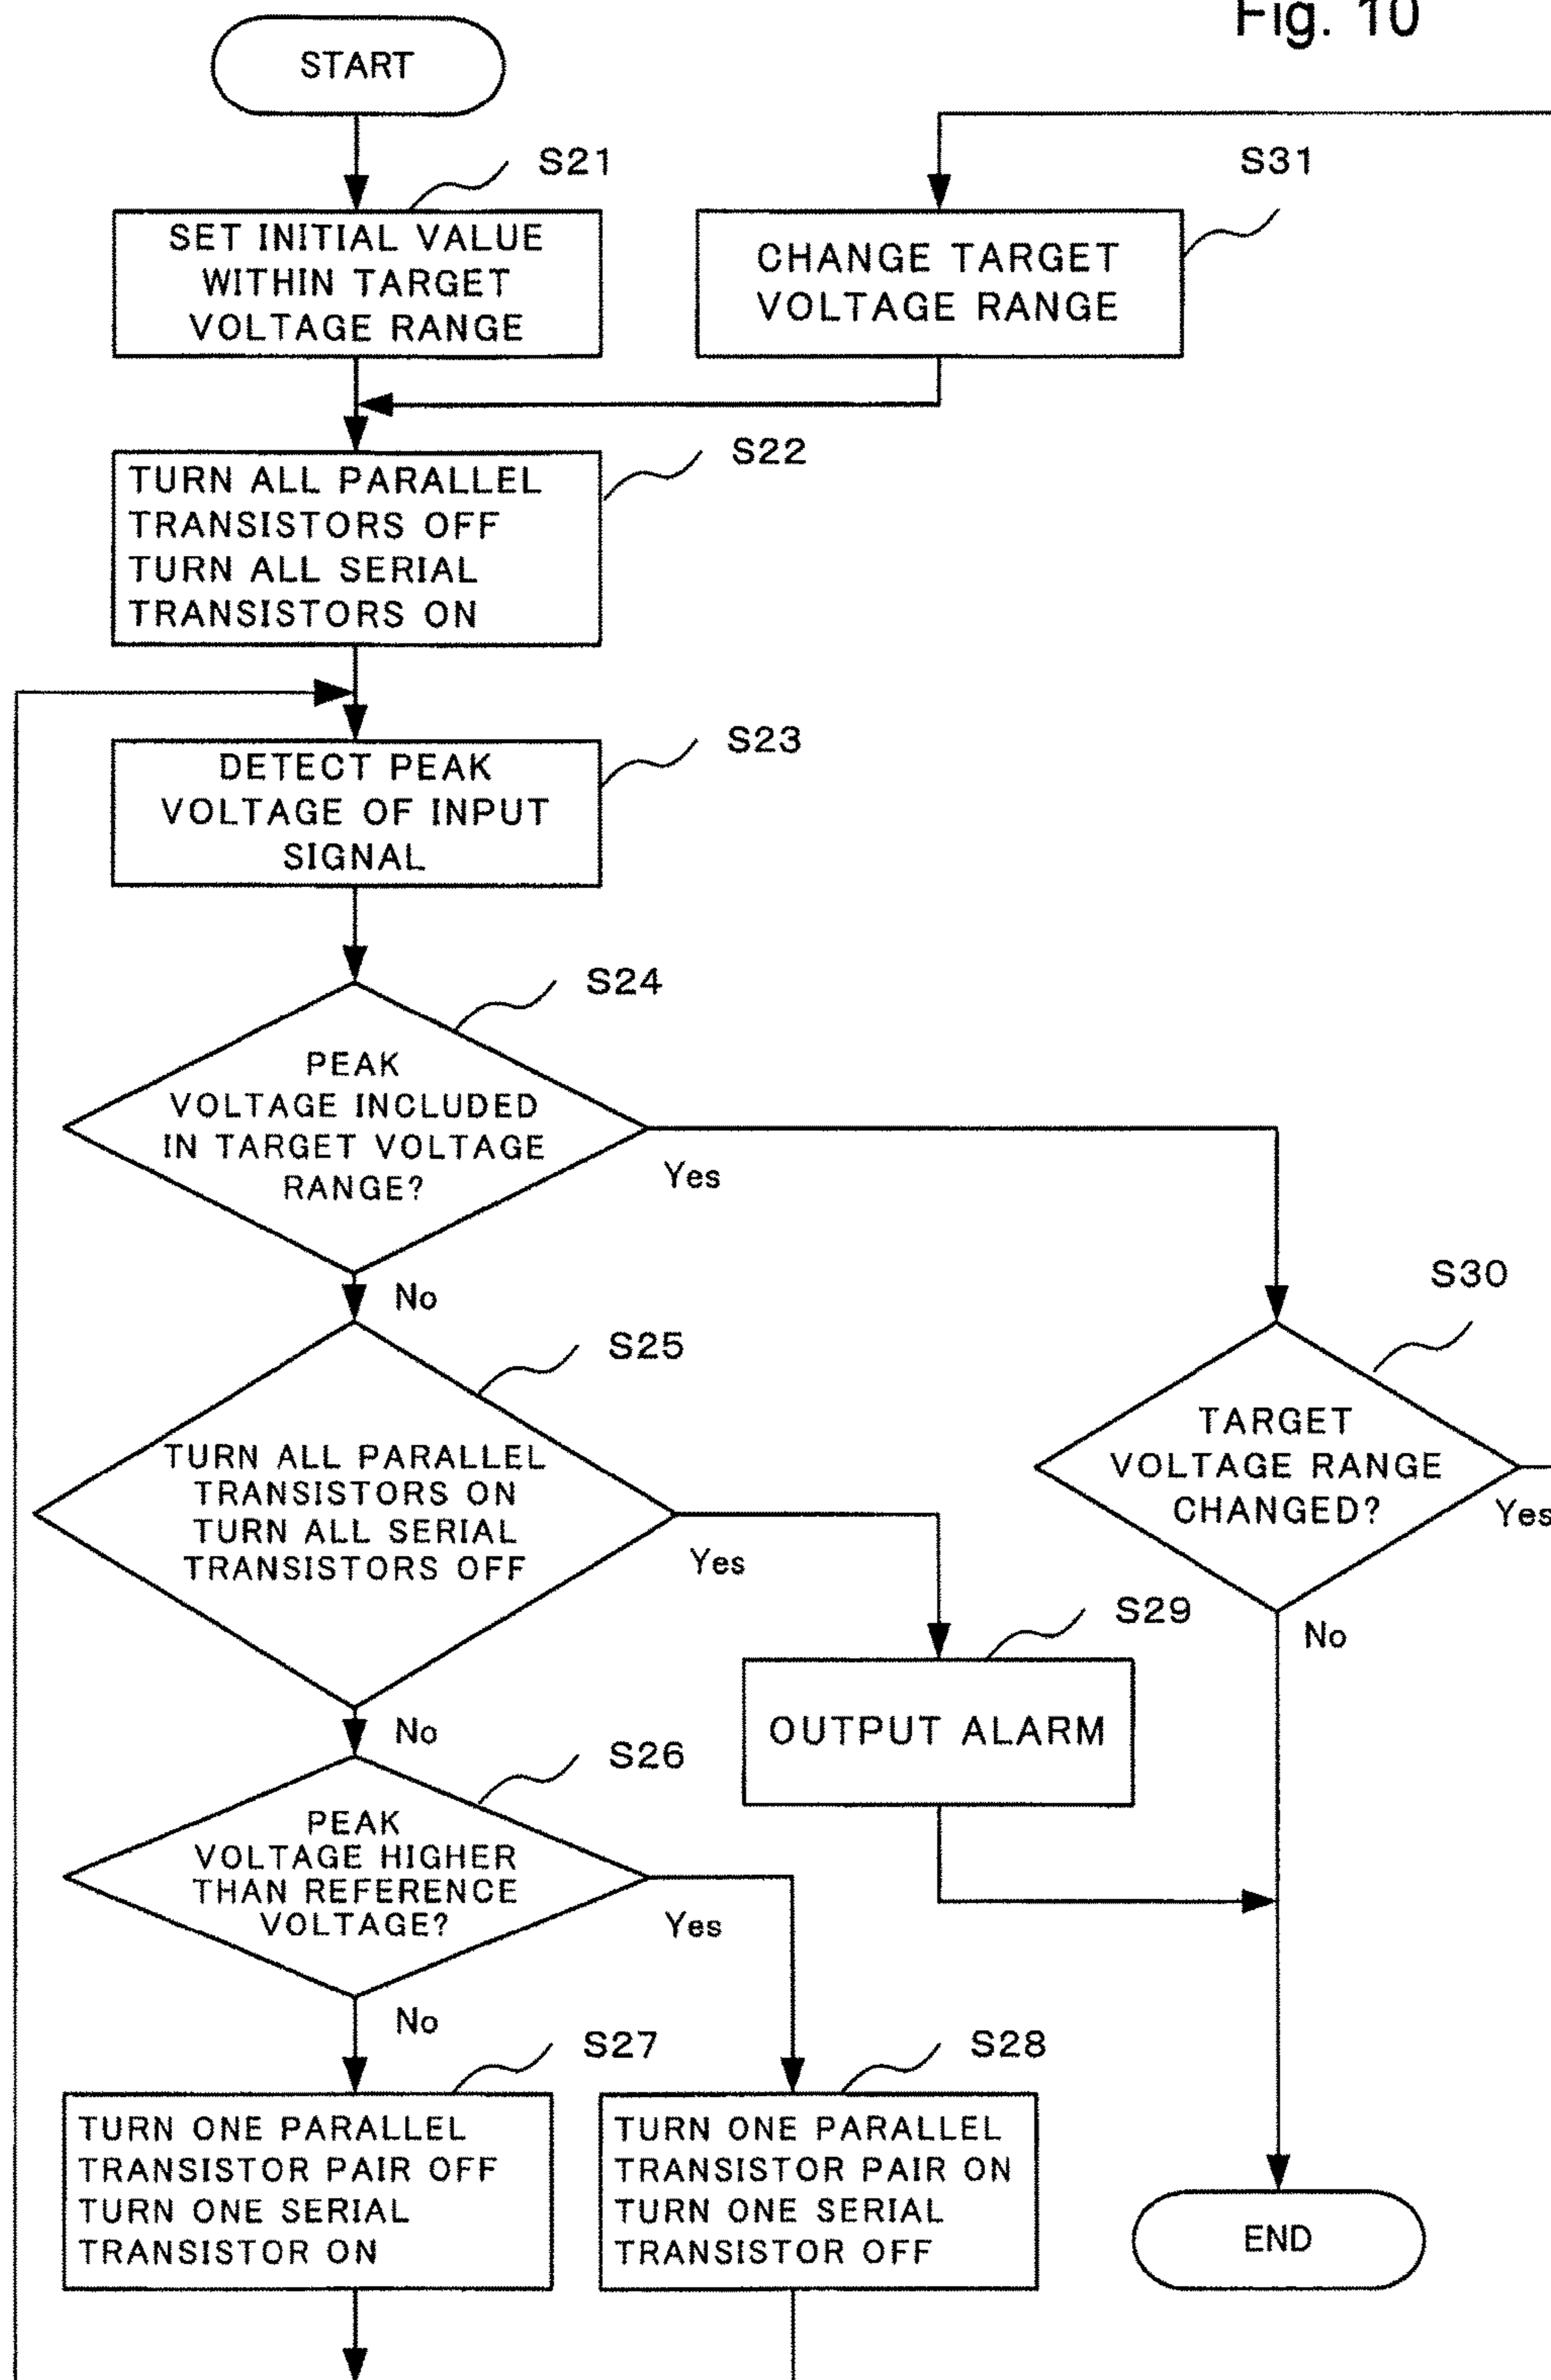 Fig. 10
START
S21
SET INITIAL VALUE
WITHIN TARGET
VOLTAGE RANGE
S31
CHANGE TARGET
VOLTAGE RANGE
S22
TURN ALL PARALLEL
TRANSISTORS OFF
TURN ALL SERIAL
TRANSISTORS ON
S23
DETECT PEAK
VOLTAGE OF INPUT
SIGNAL
S24
PEAK
VOLTAGE INCLUDED
IN TARGET VOLTAGE
RANGE?
Yes
No
S30
TARGET
VOLTAGE RANGE
CHANGED?
Yes
No
S25
TURN ALL PARALLEL
TRANSISTORS ON
TURN ALL SERIAL
TRANSISTORS OFF
Yes
No
S29
OUTPUT ALARM
S26
PEAK
VOLTAGE HIGHER
THAN REFERENCE
VOLTAGE?
Yes
No
S27
TURN ONE PARALLEL
TRANSISTOR PAIR OFF
TURN ONE SERIAL
TRANSISTOR ON
S28
TURN ONE PARALLEL
TRANSISTOR PAIR ON
TURN ONE SERIAL
TRANSISTOR OFF
END